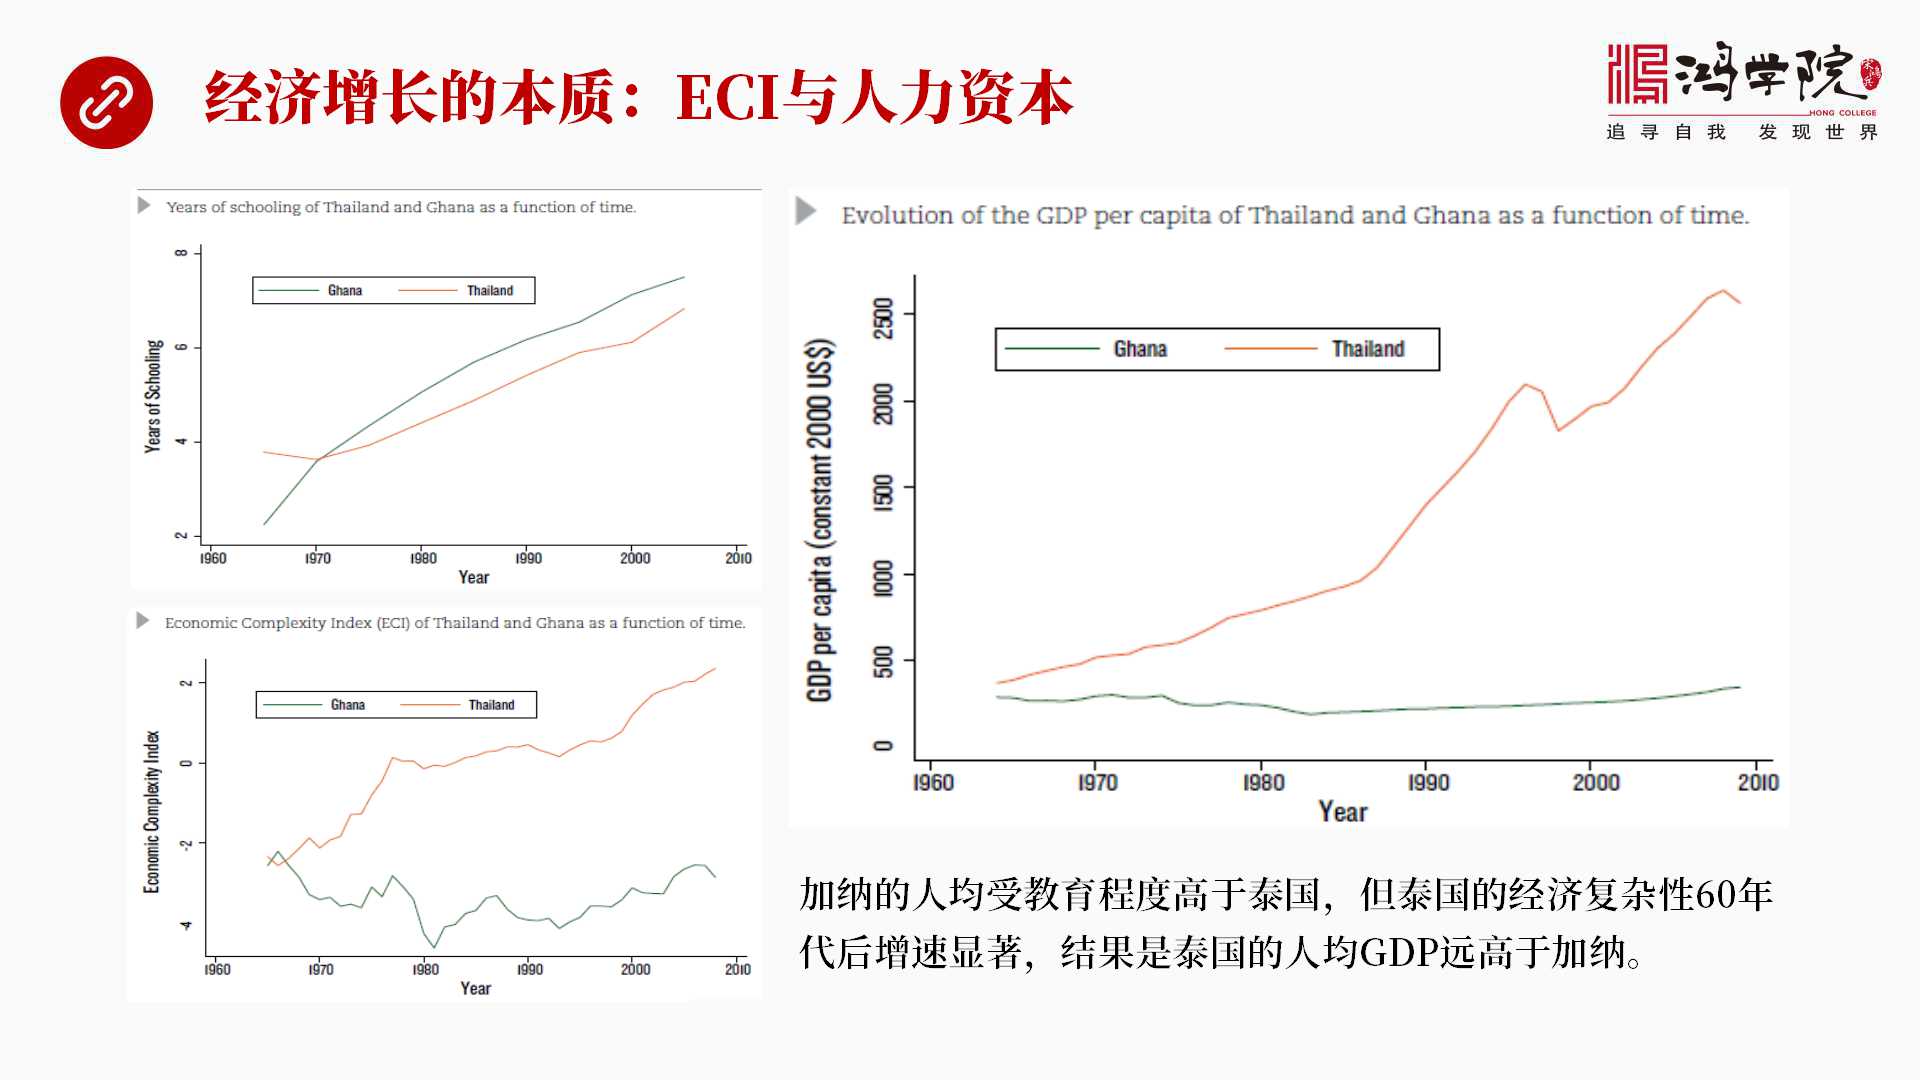 经济增长的本质：ECI与人力资本
鸿学院
HONG COLLEGE
追寻自我 发现世界
Years of schooling of Thailand and Ghana as a function of time.
8
6
4
2
Years of Schooling
Ghana Thailand
1960 1970 1980 1990 2000 2010
Year
Economic Complexity Index (ECI) of Thailand and Ghana as a function of time.
2
0
-2
-4
Economic Complexity Index
Ghana Thailand
1960 1970 1980 1990 2000 2010
Year
Evolution of the GDP per capita of Thailand and Ghana as a function of time.
2500
2000
1500
1000
500
0
GDP per capita (constant 2000 US$)
Ghana Thailand
1960 1970 1980 1990 2000 2010
Year
加纳的人均受教育程度高于泰国，但泰国的经济复杂性60年
代后增速显著，结果是泰国的人均GDP远高于加纳。